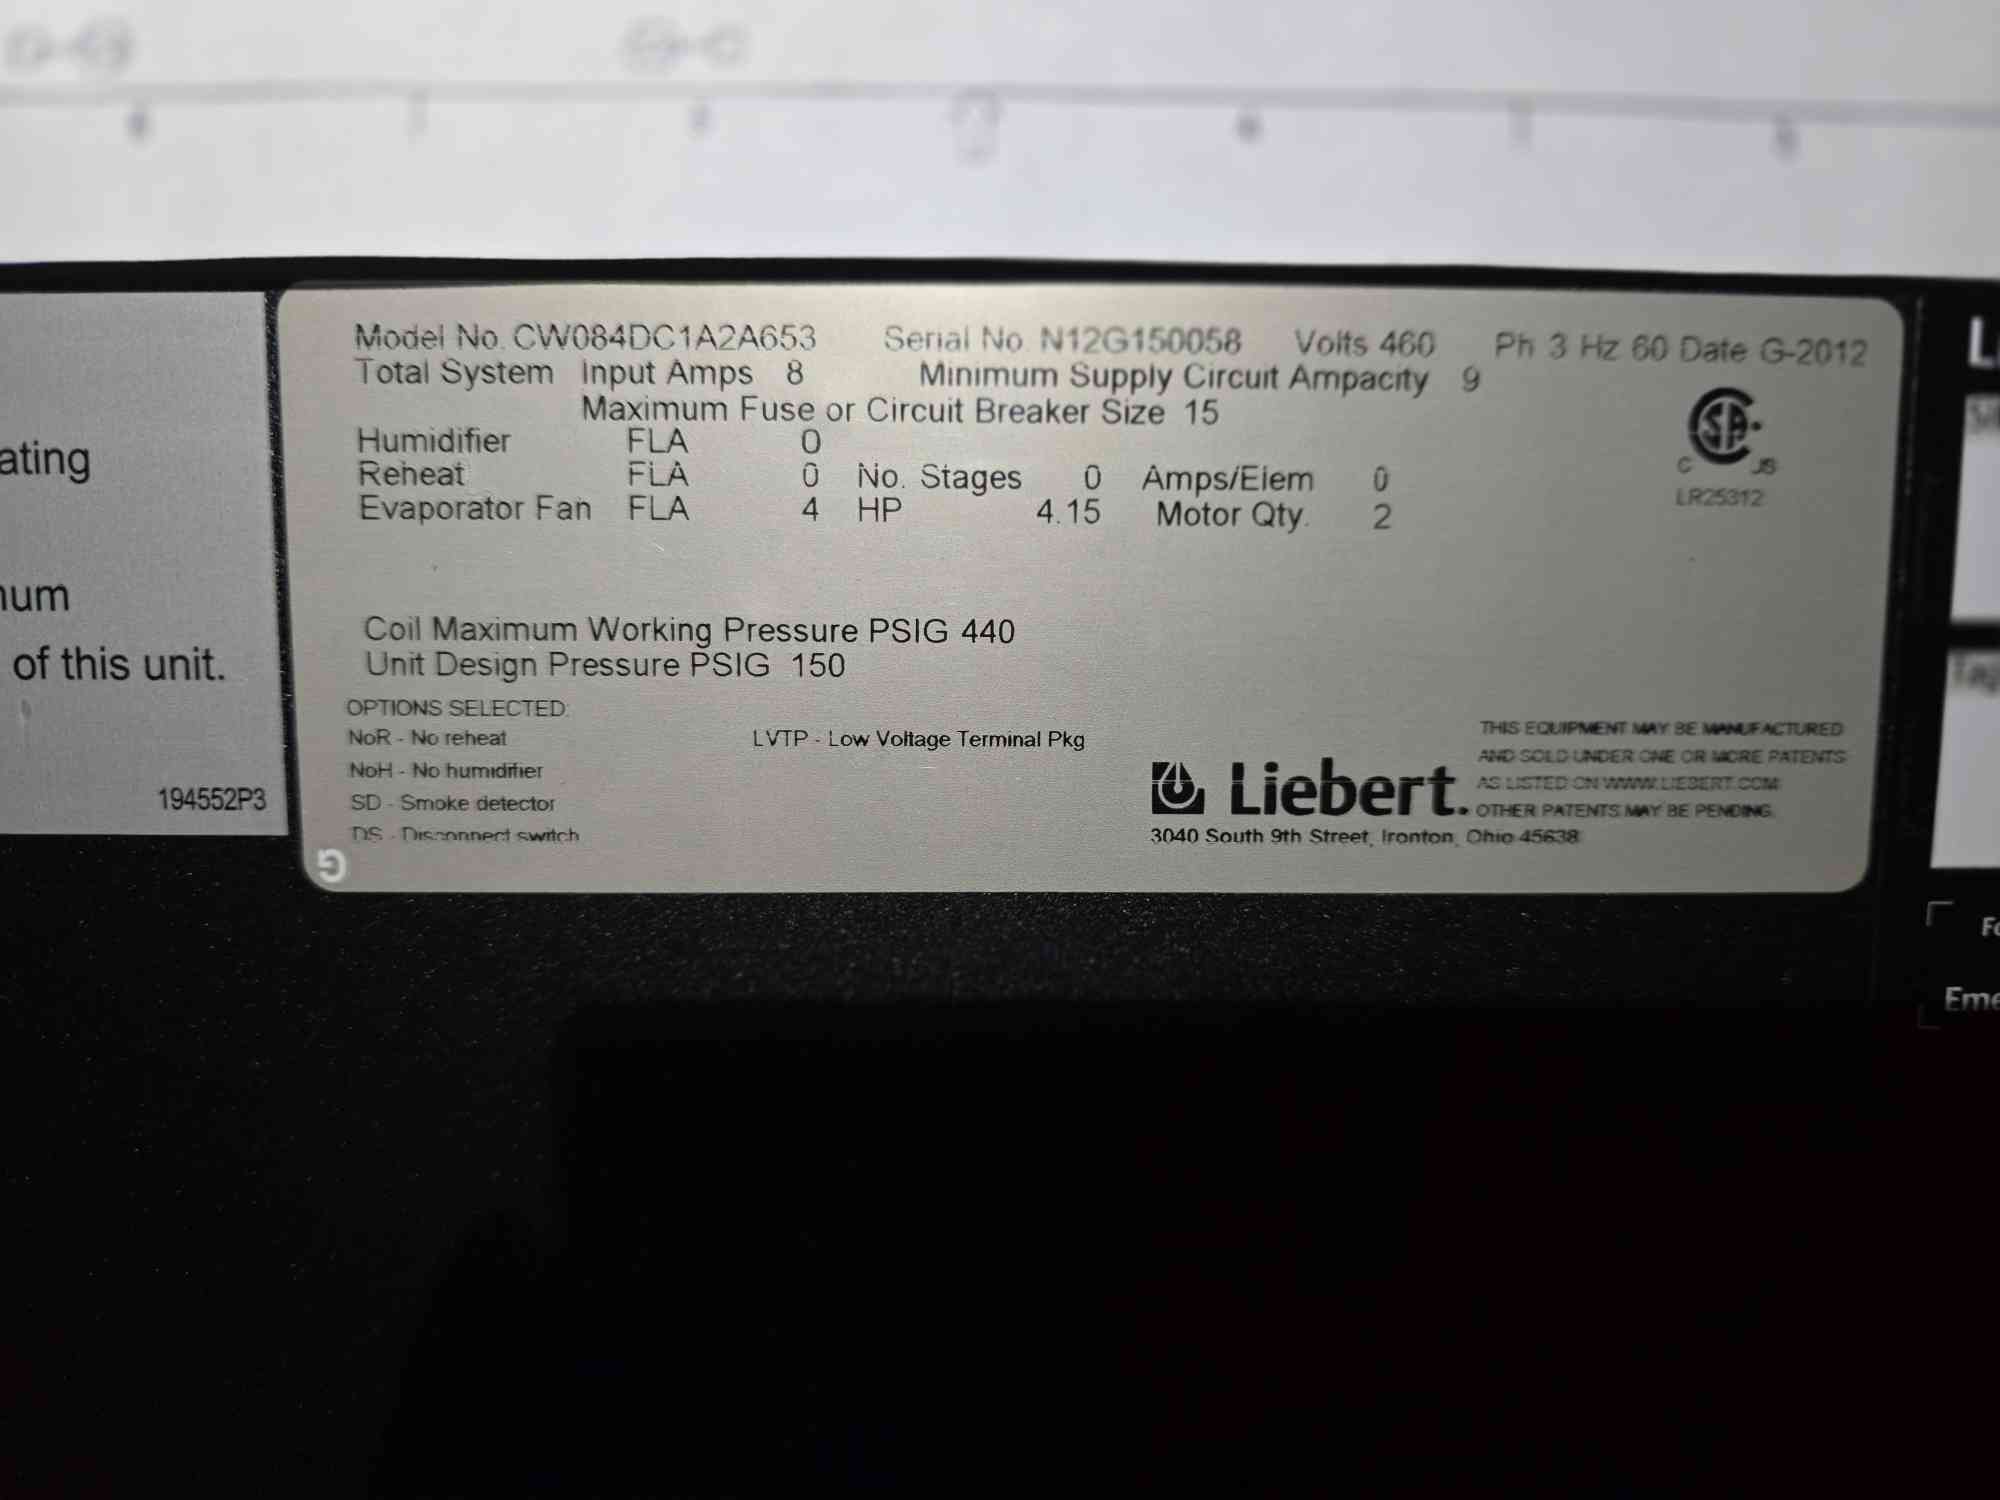 Model No. CW084DC1A2A653 Serial No N12G150058 Volts 460 Ph 3 Hz 60 Date G-2012
Total System Input Amps 8 Minimum Supply Circuit Ampacity 9
Maximum Fuse or Circuit Breaker Size 15
Humidifier FLA 0
Reheat FLA 0 No. Stages 0 Amps/Elem 0
Evaporator Fan FLA 4 HP 4.15 Motor Qty. 2
Coil Maximum Working Pressure PSIG 440
Unit Design Pressure PSIG 150
OPTIONS SELECTED:
NoR - No reheat LVTP - Low Voltage Terminal Pkg
NoH - No humidifier
SD - Smoke detector
DS - Disconnect switch
G
SA
C US
LR25312
Liebert.
3040 South 9th Street, Ironton, Ohio 45638
THIS EQUIPMENT MAY BE MANUFACTURED
AND SOLD UNDER ONE OR MORE PATENTS
AS LISTED ON WWW.LIEBERT.COM
OTHER PATENTS MAY BE PENDING.
ating
num
of this unit.
194552P3
Fo
Eme